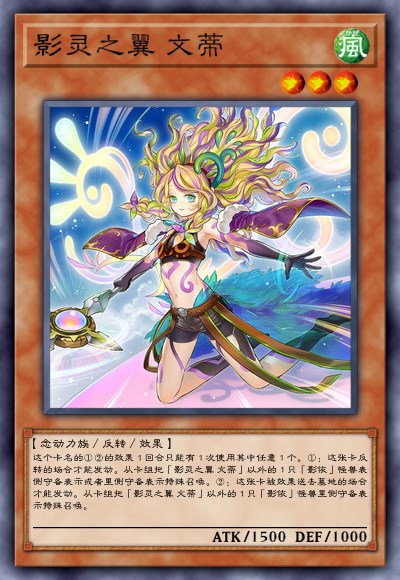 影灵之翼 文蒂
風
【念动力族/反转/效果】
这个卡名的①②的效果1回合只能有1次使用其中任意1个。①：这张卡反
转的场合才能发动。从卡组把「影灵之翼 文蒂」以外的1只「影依」怪兽表
侧守备表示或者里侧守备表示特殊召唤。②：这张卡被效果送去墓地的场合
才能发动。从卡组把「影灵之翼 文蒂」以外的1只「影依」怪兽里侧守备表
示特殊召唤。
ATK/1500 DEF/1000